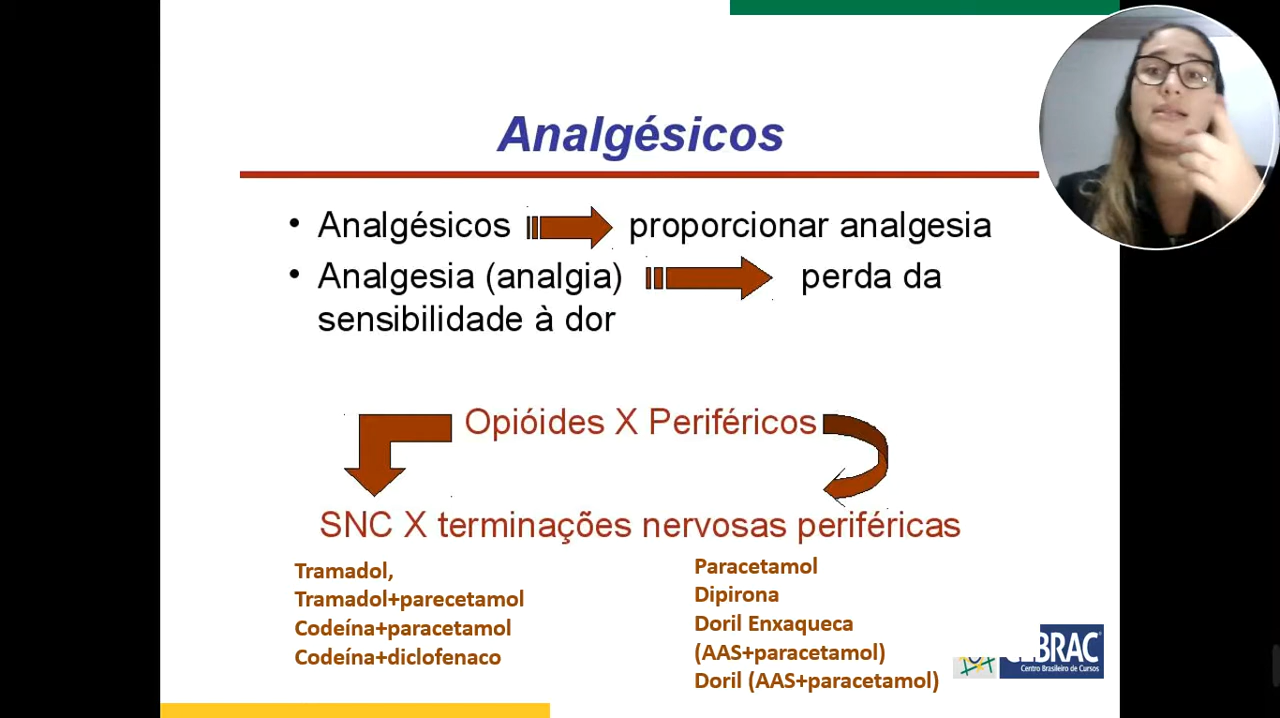 Analgésicos
• Analgésicos proporcionar analgesia
• Analgesia (analgia) perda da
sensibilidade à dor
Opióides X Periféricos
SNC X terminações nervosas periféricas
Tramadol,
Tramadol+parecetamol
Codeína+paracetamol
Codeína+diclofenaco
Paracetamol
Dipirona
Doril Enxaqueca
(AAS+paracetamol)
Doril (AAS+paracetamol)
BRAC
Centro Brasileiro de Cursos